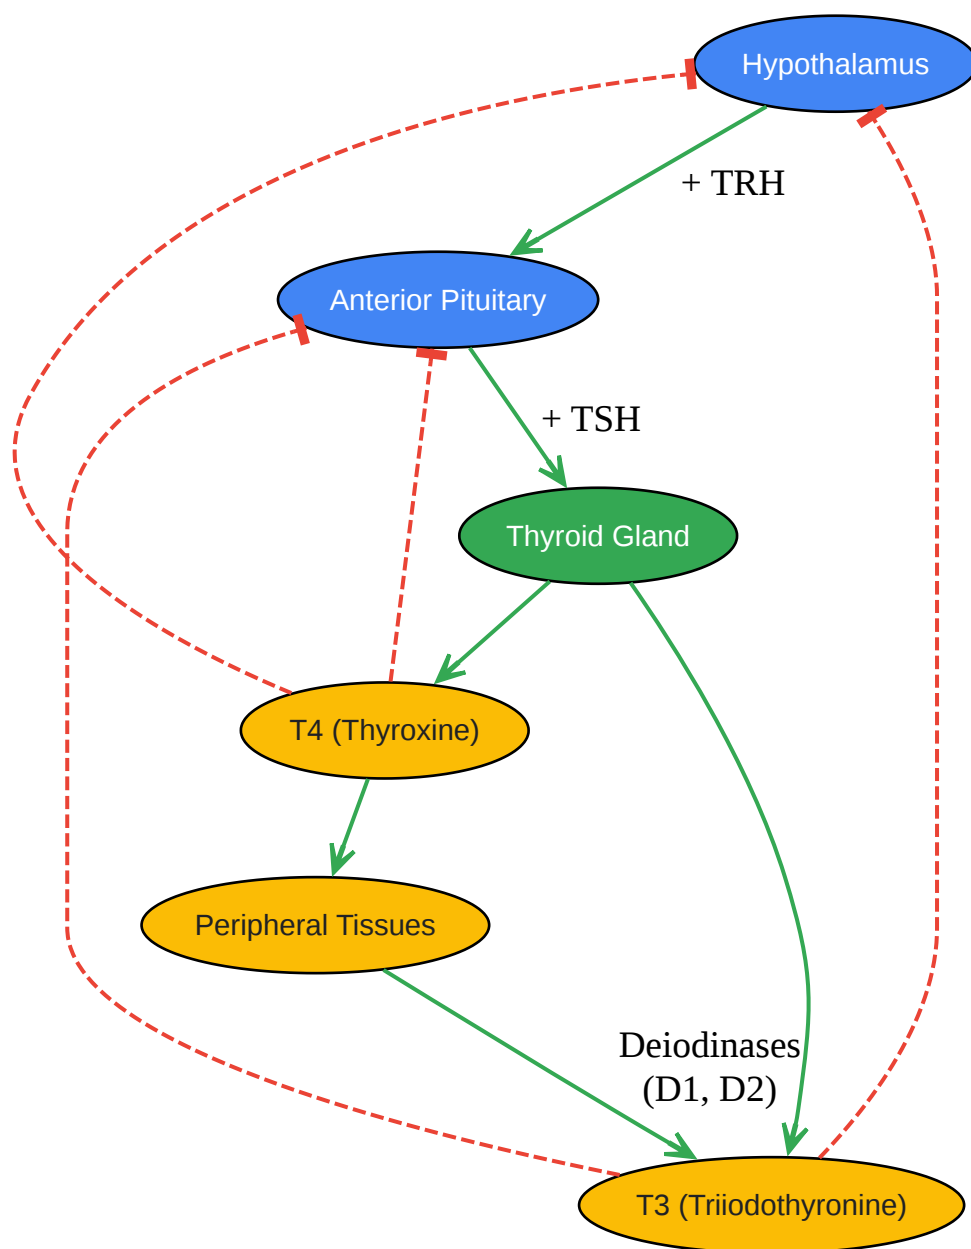 Hypothalamus
+ TRH
Anterior Pituitary
+ TSH
Thyroid Gland
T4 (Thyroxine)
Peripheral Tissues
Deiodinases
(D1, D2)
T3 (Triiodothyronine)